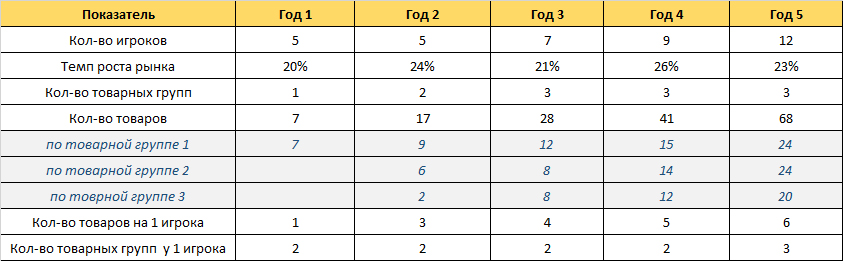 Показатель Год 1 Год 2 Год 3 Год 4 Год 5
Кол-во игроков 5 5 7 9 12
Темп роста рынка 20% 24% 21% 26% 23%
Кол-во товарных групп 1 2 3 3 3
Кол-во товаров 7 17 28 41 68
по товарной группе 1 7 9 12 15 24
по товарной группе 2 6 8 14 24
по товрной группе 3 2 8 12 20
Кол-во товаров на 1 игрока 1 3 4 5 6
Кол-во товарных групп у 1 игрока 2 2 2 2 3